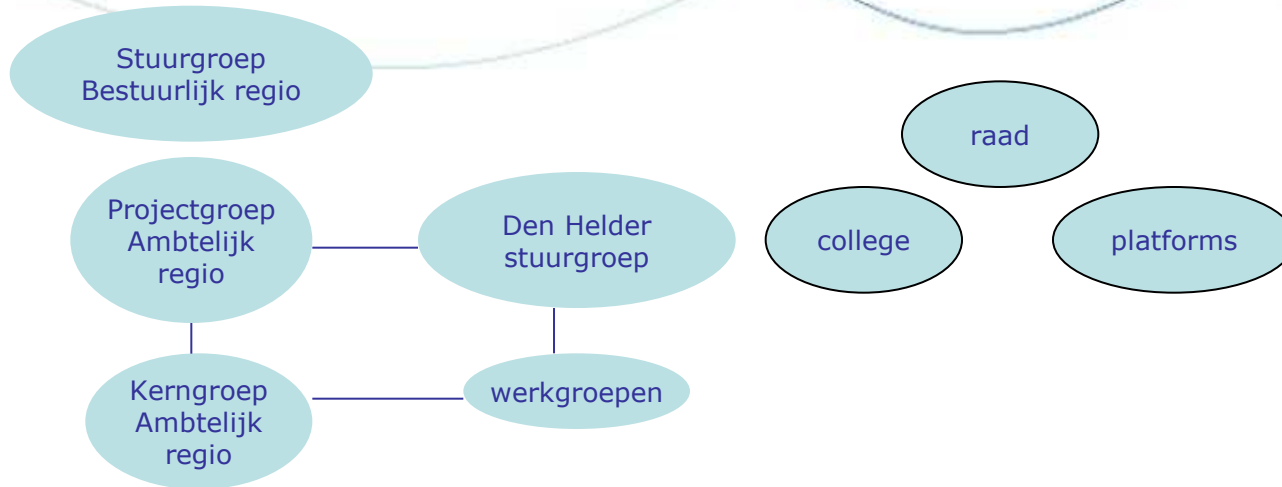 Stuurgroep
Bestuurlijk regio
raad
Projectgroep
Ambtelijk
regio
Den Helder
stuurgroep
college
platforms
Kerngroep
Ambtelijk
regio
werkgroepen